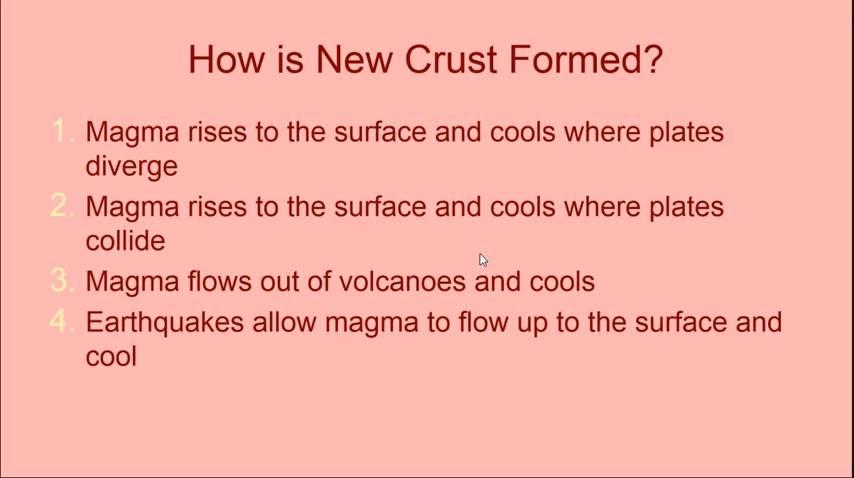 How is New Crust Formed?
1. Magma rises to the surface and cools where plates
diverge
2. Magma rises to the surface and cools where plates
collide
3. Magma flows out of volcanoes and cools
4. Earthquakes allow magma to flow up to the surface and
cool